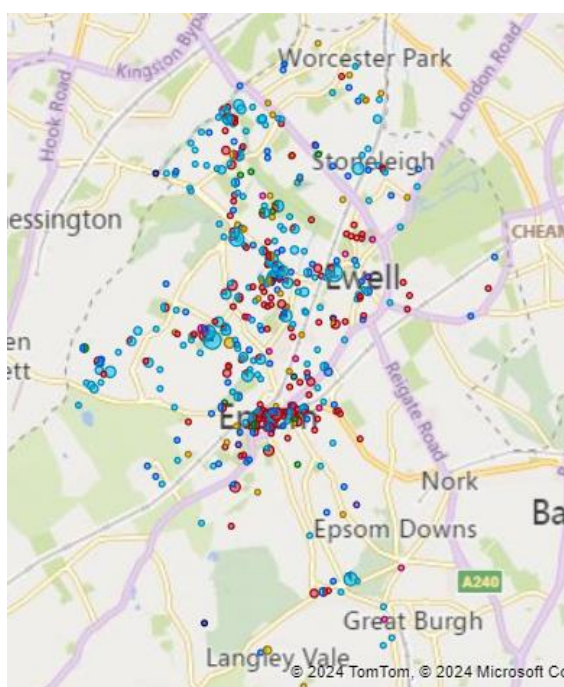 Worcester Park
Kingston Bypa
London Road
Hook Road
Stoneleigh
essington
CHEAM
Ewell
en
ett
Reigate Road
Nork
Ba
Epsom Downs
A240
Great Burgh
Langley Vale
© 2024 TomTom, © 2024 Microsoft Co